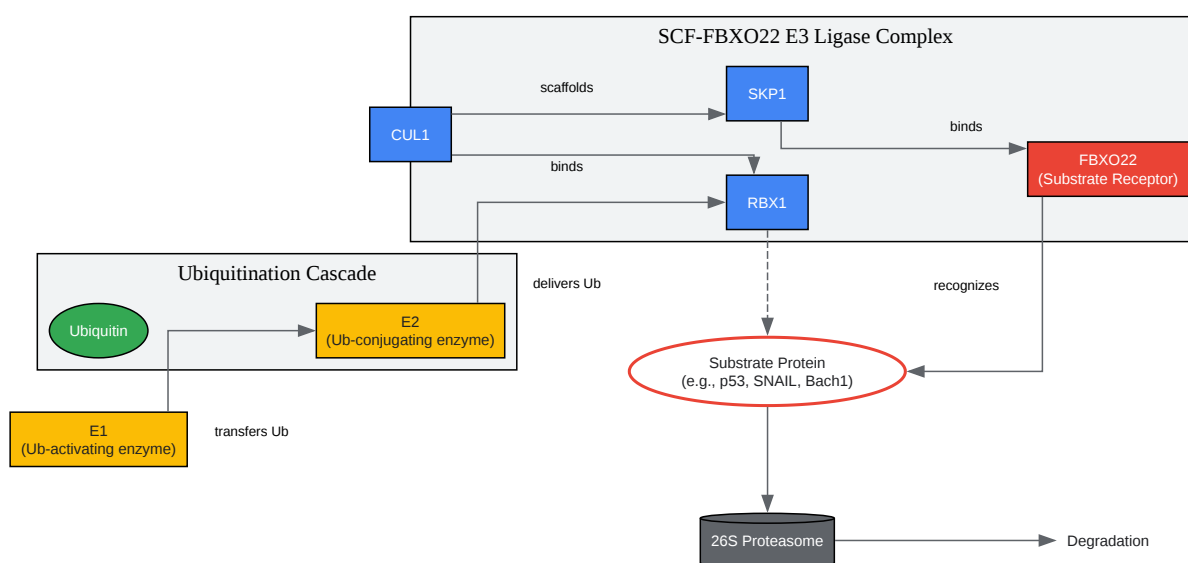 SCF-FBXO22 E3 Ligase Complex
scaffolds
SKP1
CUL1
binds
binds
FBXO22
(Substrate Receptor)
RBX1
Ubiquitination Cascade
delivers Ub
recognizes
Ubiquitin
E2
(Ub-conjugating enzyme)
Substrate Protein
(e.g., p53, SNAIL, Bach1)
E1
(Ub-activating enzyme)
transfers Ub
26S Proteasome
Degradation